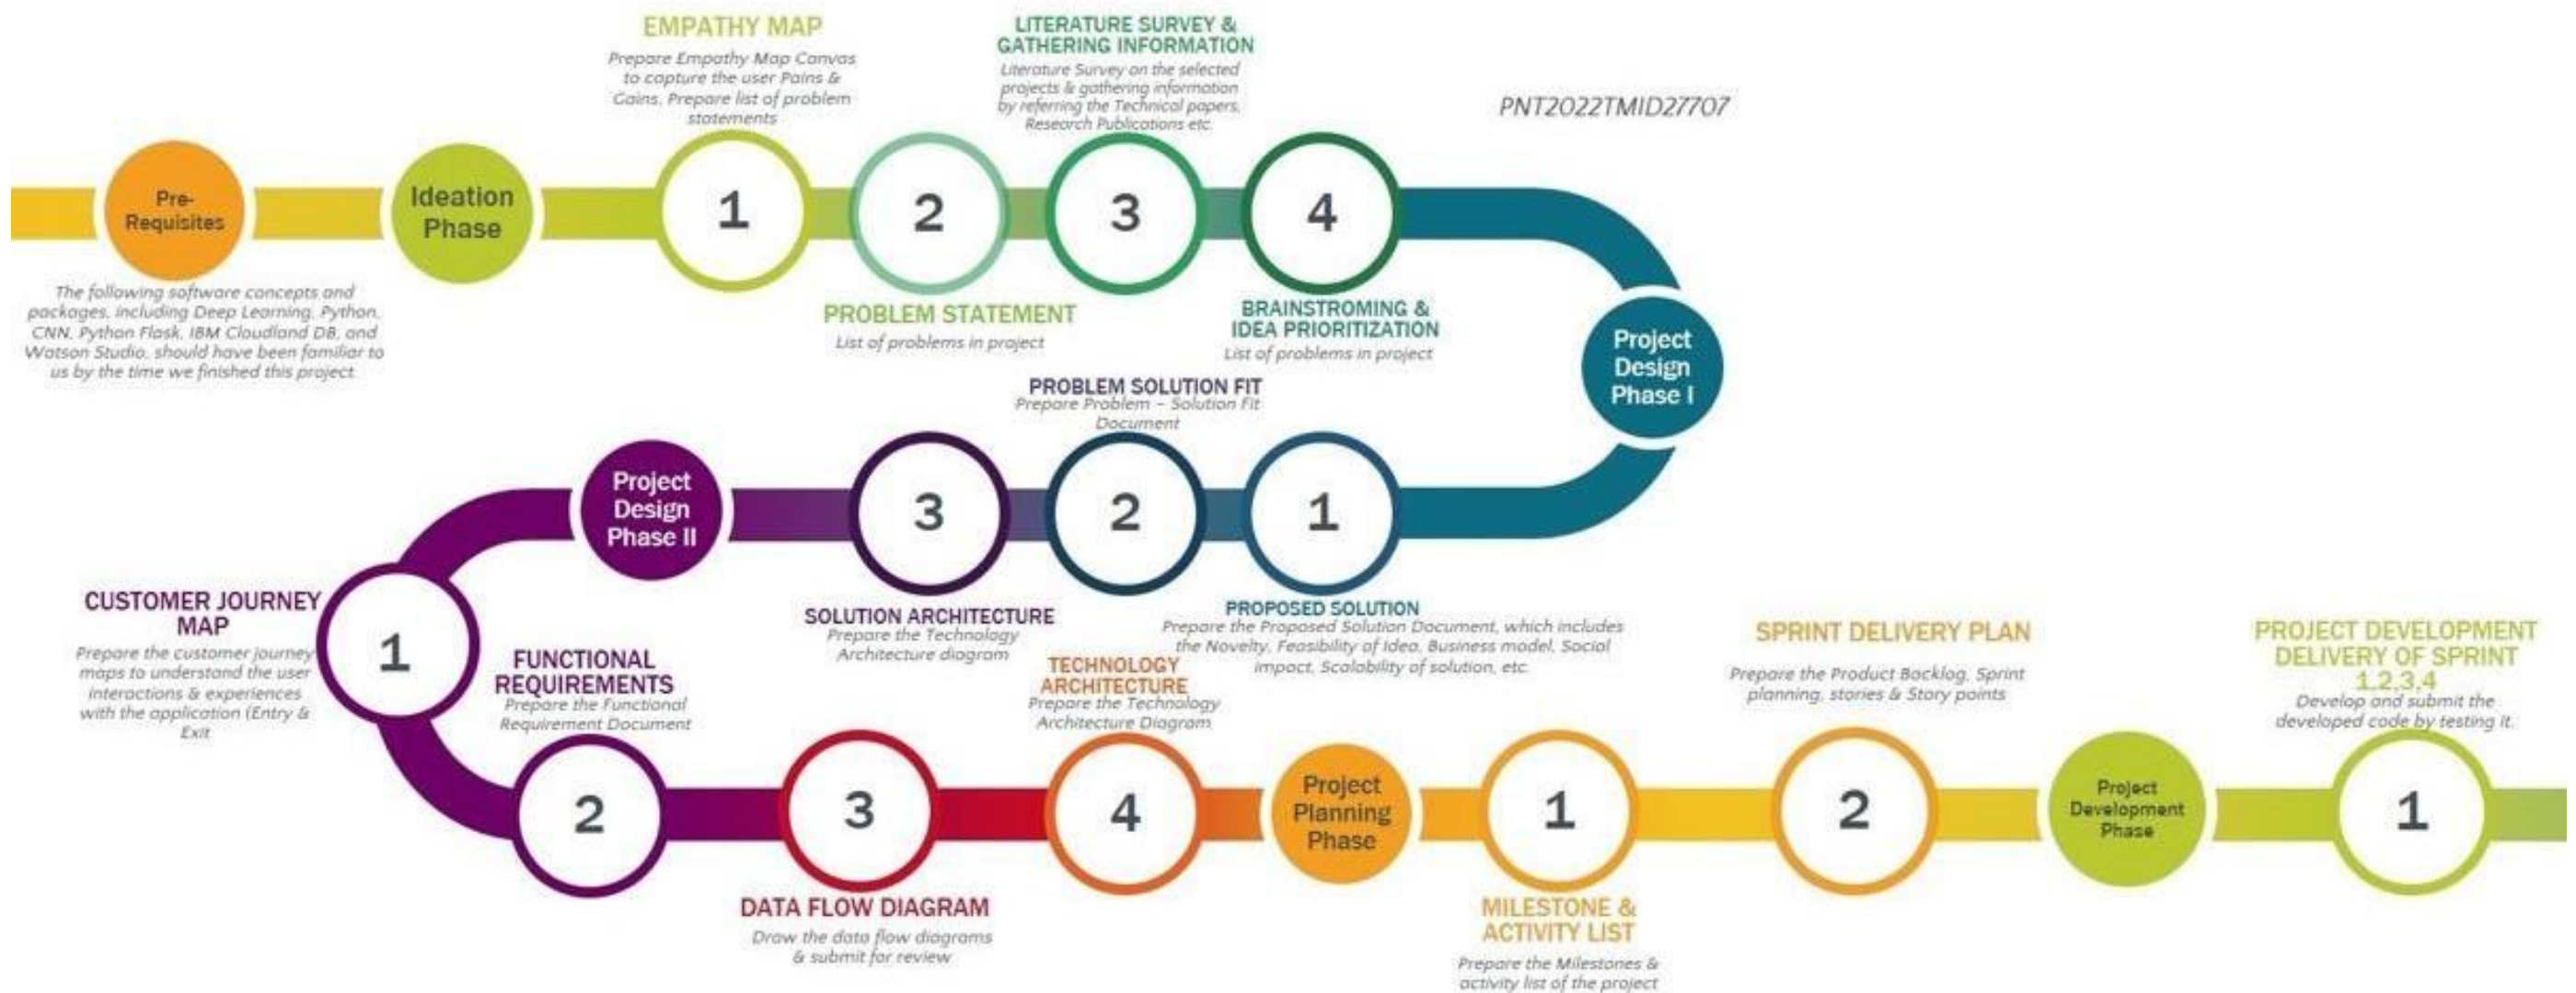 EMPATHY MAP
Prepare Empathy Map Canvas
to capture the user Pains &
Gains. Prepare list of problem
statements
LITERATURE SURVEY &
GATHERING INFORMATION
Literature Survey on the selected
projects & gathering information
by referring the Technical papers,
Research Publications etc.
PNT2022TMID27707
Pre-
Requisites
The following software concepts and
packages, including Deep Learning, Python,
CNN, Python Flask, IBM Cloudland DB, and
Watson Studio, should have been familiar to
us by the time we finished this project
Ideation
Phase
1
2
3
4
PROBLEM STATEMENT
List of problems in project
BRAINSTROMING &
IDEA PRIORITIZATION
List of problems in project
Project
Design
Phase I
1
PROPOSED SOLUTION
Prepare the Proposed Solution Document, which includes
the Novelty, Feasibility of Idea, Business model, Social
impact, Scalability of solution, etc.
PROBLEM SOLUTION FIT
Prepare Problem – Solution Fit
Document
2
3
SOLUTION ARCHITECTURE
Prepare the Technology
Architecture diagram
Project
Design
Phase II
CUSTOMER JOURNEY
MAP
Prepare the customer journey
maps to understand the user
interactions & experiences
with the application (Entry &
Exit
1
FUNCTIONAL
REQUIREMENTS
Prepare the Functional
Requirement Document
2
3
DATA FLOW DIAGRAM
Draw the data flow diagrams
& submit for review
TECHNOLOGY
ARCHITECTURE
Prepare the Technology
Architecture Diagram
4
Project
Planning
Phase
1
MILESTONE &
ACTIVITY LIST
Prepare the Milestones &
activity list of the project
SPRINT DELIVERY PLAN
Prepare the Product Backlog, Sprint
planning, stories & Story points
2
Project
Development
Phase
PROJECT DEVELOPMENT
DELIVERY OF SPRINT
1,2,3,4
Develop and submit the
developed code by testing it.
1